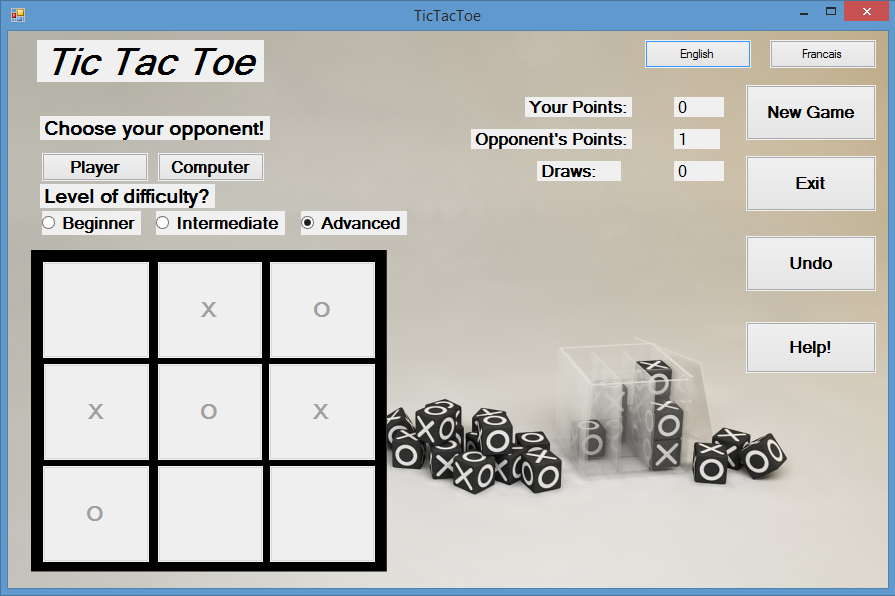 TicTacToe
Tic Tac Toe
English Francais
Your Points: 0
New Game
Choose your opponent!
Opponent's Points: 1
Player Computer
Draws: 0
Exit
Level of difficulty?
Beginner Intermediate Advanced
Undo
X O
Help!
X O X
O